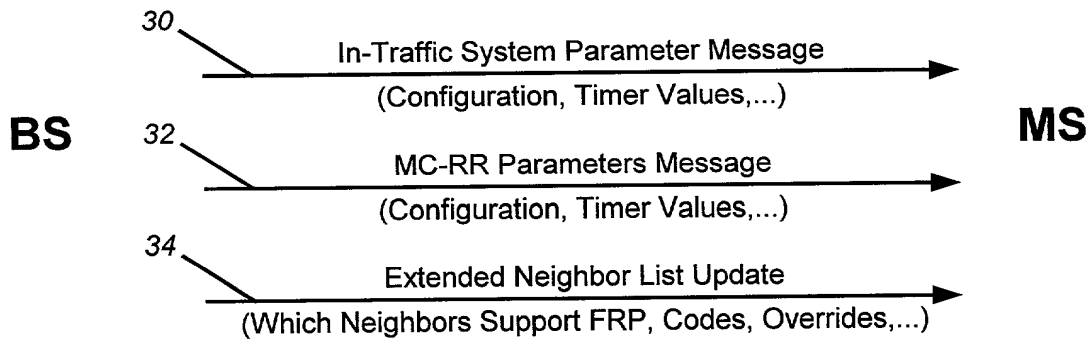 30
In-Traffic System Parameter Message
(Configuration, Timer Values,...)
BS
MS
32
MC-RR Parameters Message
(Configuration, Timer Values,...)
34
Extended Neighbor List Update
(Which Neighbors Support FRP, Codes, Overrides,...)